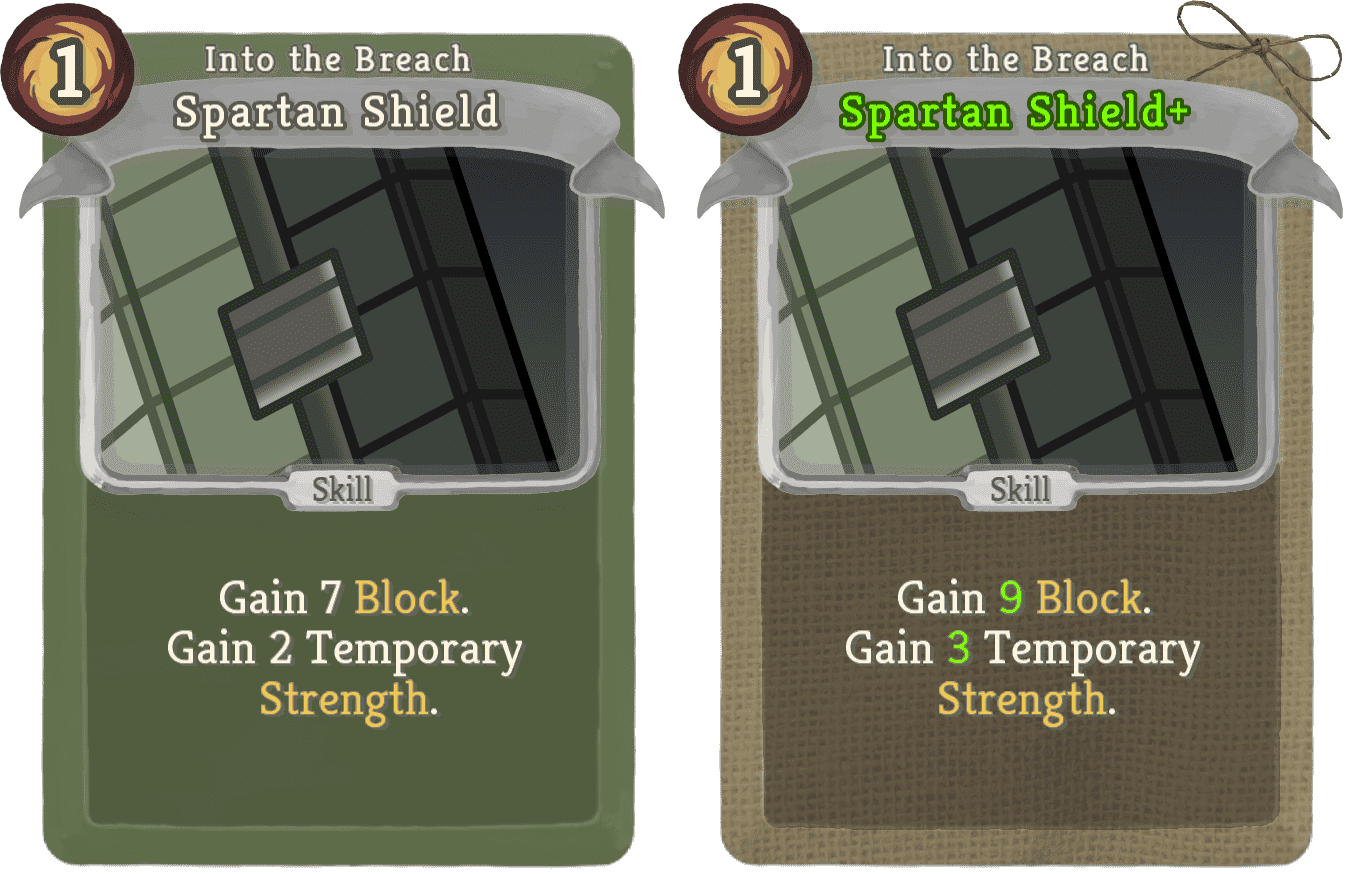 1
Into the Breach
Spartan Shield
Skill
Gain 7 Block.
Gain 2 Temporary
Strength.
1
Into the Breach
Spartan Shield+
Skill
Gain 9 Block.
Gain 3 Temporary
Strength.